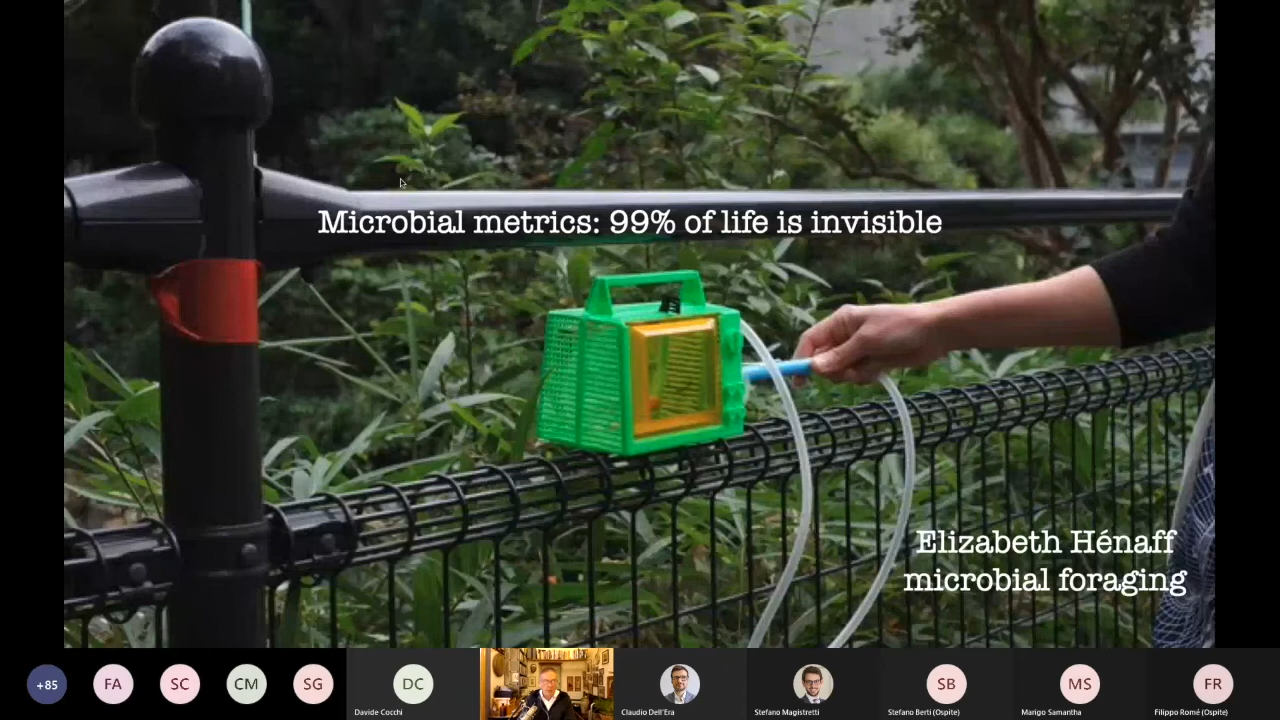 Microbial metrics: 99% of life is invisible
Elizabeth Hénaff
microbial foraging
+85
FA
SC
CM
SG
DC
Davide Cocchi
Claudio Dell'Era
Stefano Magistretti
SB
Stefano Berti (Ospite)
MS
Marigo Samantha
FR
Filippo Romé (Ospite)